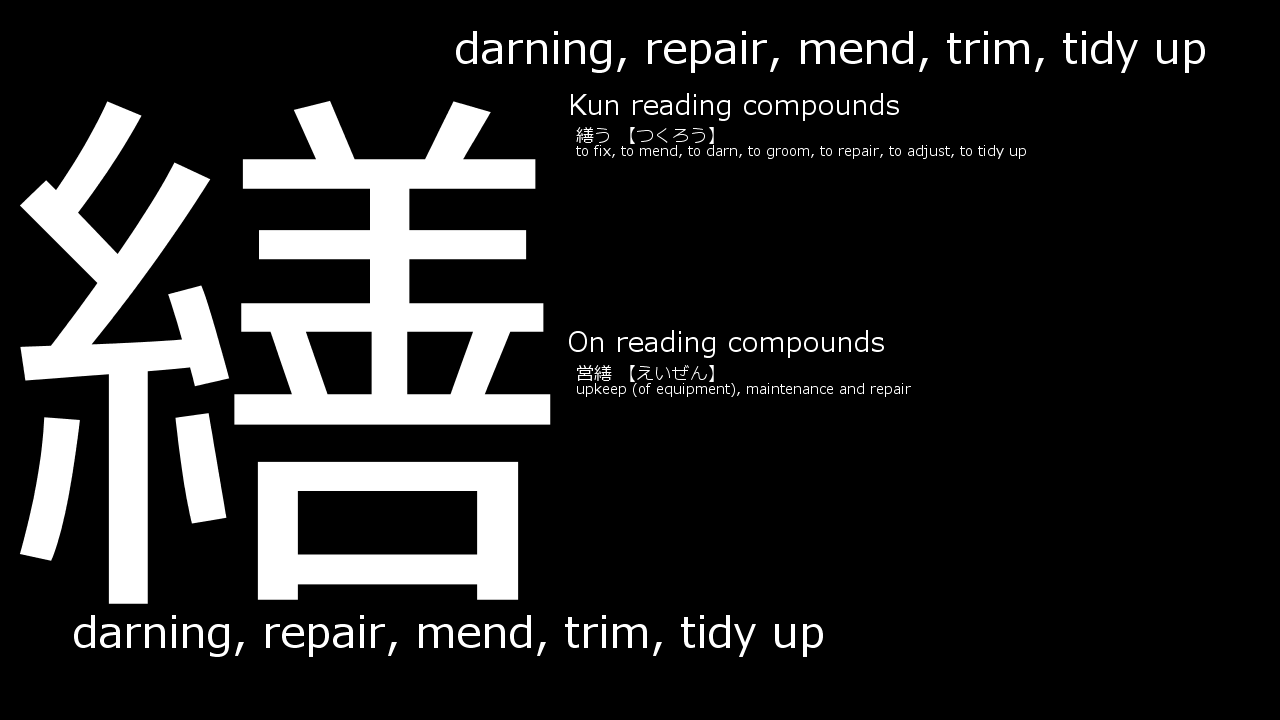 darning, repair, mend, trim, tidy up
繕
Kun reading compounds
繕う 【つくろう】
to fix, to mend, to darn, to groom, to repair, to adjust, to tidy up
On reading compounds
営繕 【えいぜん】
upkeep (of equipment), maintenance and repair
darning, repair, mend, trim, tidy up